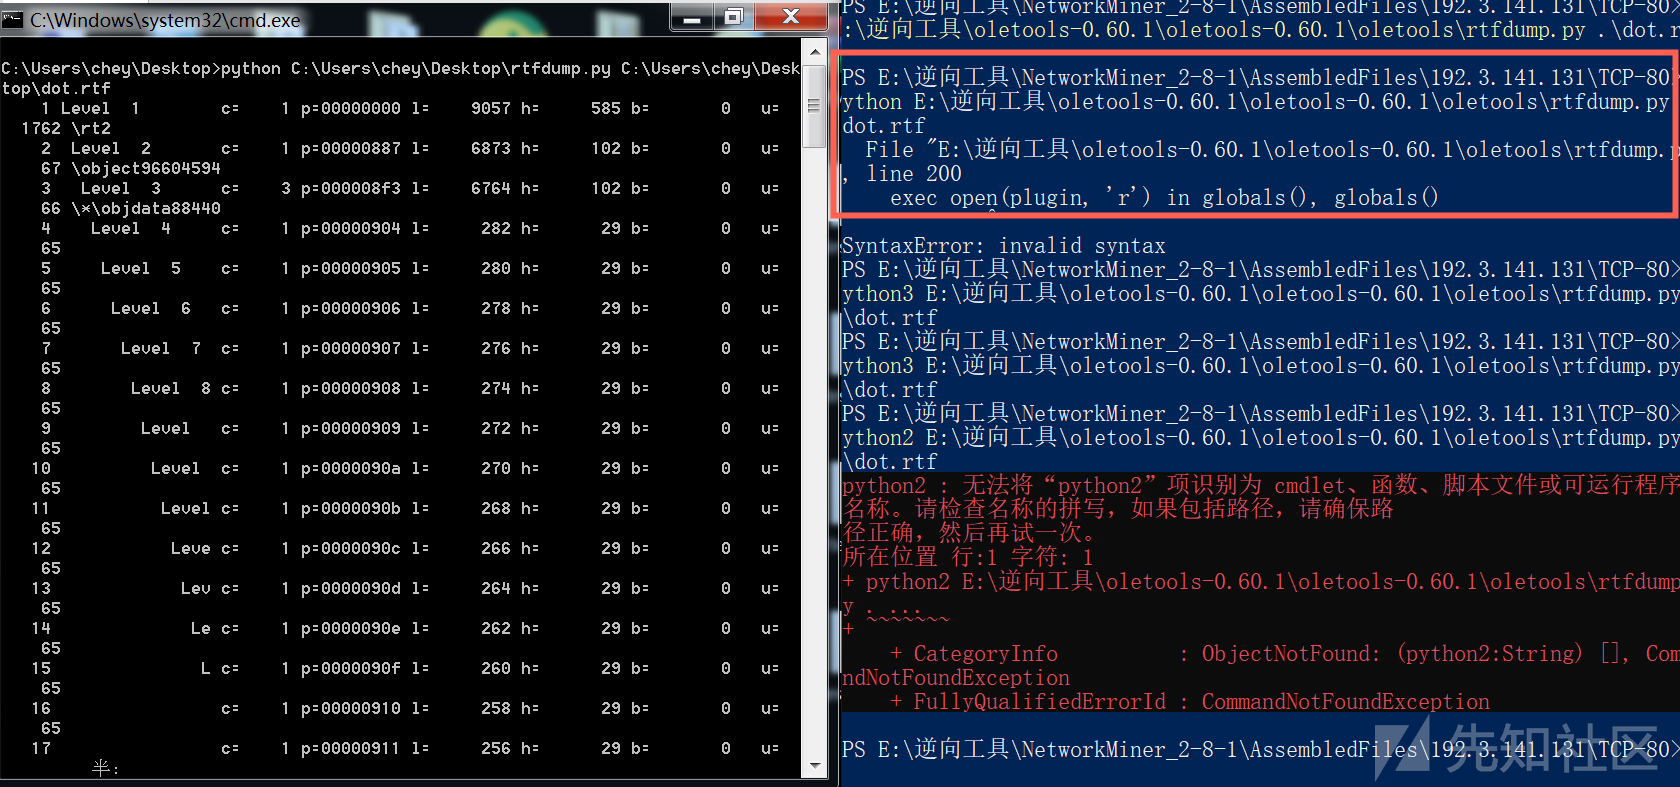 C:\Windows\system32\cmd.exe
C:\Users\chey\Desktop>python C:\Users\chey\Desktop\rtfdump.py C:\Users\chey\Desk
top\dot.rtf
1 Level 1 c= 1 p=00000000 l= 9057 h= 585 b= 0 u=
1762 \rt2
2 Level 2 c= 1 p=00000887 l= 6873 h= 102 b= 0 u=
67 \object96604594
3 Level 3 c= 3 p=000008f3 l= 6764 h= 102 b= 0 u=
66 \*\objdata88440
4 Level 4 c= 1 p=00000904 l= 282 h= 29 b= 0 u=
65
5 Level 5 c= 1 p=00000905 l= 280 h= 29 b= 0 u=
65
6 Level 6 c= 1 p=00000906 l= 278 h= 29 b= 0 u=
65
7 Level 7 c= 1 p=00000907 l= 276 h= 29 b= 0 u=
65
8 Level 8 c= 1 p=00000908 l= 274 h= 29 b= 0 u=
65
9 Level c= 1 p=00000909 l= 272 h= 29 b= 0 u=
65
10 Level c= 1 p=0000090a l= 270 h= 29 b= 0 u=
65
11 Level c= 1 p=0000090b l= 268 h= 29 b= 0 u=
65
12 Leve c= 1 p=0000090c l= 266 h= 29 b= 0 u=
65
13 Lev c= 1 p=0000090d l= 264 h= 29 b= 0 u=
65
14 Le c= 1 p=0000090e l= 262 h= 29 b= 0 u=
65
15 L c= 1 p=0000090f l= 260 h= 29 b= 0 u=
65
16 c= 1 p=00000910 l= 258 h= 29 b= 0 u=
65
17 c= 1 p=00000911 l= 256 h= 29 b= 0 u=
半:
PS E:\逆向工具\NetworkMiner_2-8-1\AssembledFiles\192.3.141.131\TCP-80>
:\逆向工具\oletools-0.60.1\oletools-0.60.1\oletools\rtfdump.py .\dot.r
PS E:\逆向工具\NetworkMiner_2-8-1\AssembledFiles\192.3.141.131\TCP-80>
ython E:\逆向工具\oletools-0.60.1\oletools-0.60.1\oletools\rtfdump.py
dot.rtf
File "E:\逆向工具\oletools-0.60.1\oletools-0.60.1\oletools\rtfdump.p
, line 200
exec open(plugin, 'r') in globals(), globals()
^
SyntaxError: invalid syntax
PS E:\逆向工具\NetworkMiner_2-8-1\AssembledFiles\192.3.141.131\TCP-80>
ython3 E:\逆向工具\oletools-0.60.1\oletools-0.60.1\oletools\rtfdump.py
\dot.rtf
PS E:\逆向工具\NetworkMiner_2-8-1\AssembledFiles\192.3.141.131\TCP-80>
ython3 E:\逆向工具\oletools-0.60.1\oletools-0.60.1\oletools\rtfdump.py
\dot.rtf
PS E:\逆向工具\NetworkMiner_2-8-1\AssembledFiles\192.3.141.131\TCP-80>
ython2 E:\逆向工具\oletools-0.60.1\oletools-0.60.1\oletools\rtfdump.py
\dot.rtf
python2 : 无法将“python2”项识别为 cmdlet、函数、脚本文件或可运行程序
名称。请检查名称的拼写，如果包括路径，请确保路
径正确，然后再试一次。
所在位置 行:1 字符: 1
+ python2 E:\逆向工具\oletools-0.60.1\oletools-0.60.1\oletools\rtfdump
y . ...
+ ~~~~~~~
+ CategoryInfo : ObjectNotFound: (python2:String) [], Com
ndNotFoundException
+ FullyQualifiedErrorId : CommandNotFoundException
PS E:\逆向工具\NetworkMiner_2-8-1\AssembledFiles\192.3.141.131\TCP-80>
先知社区